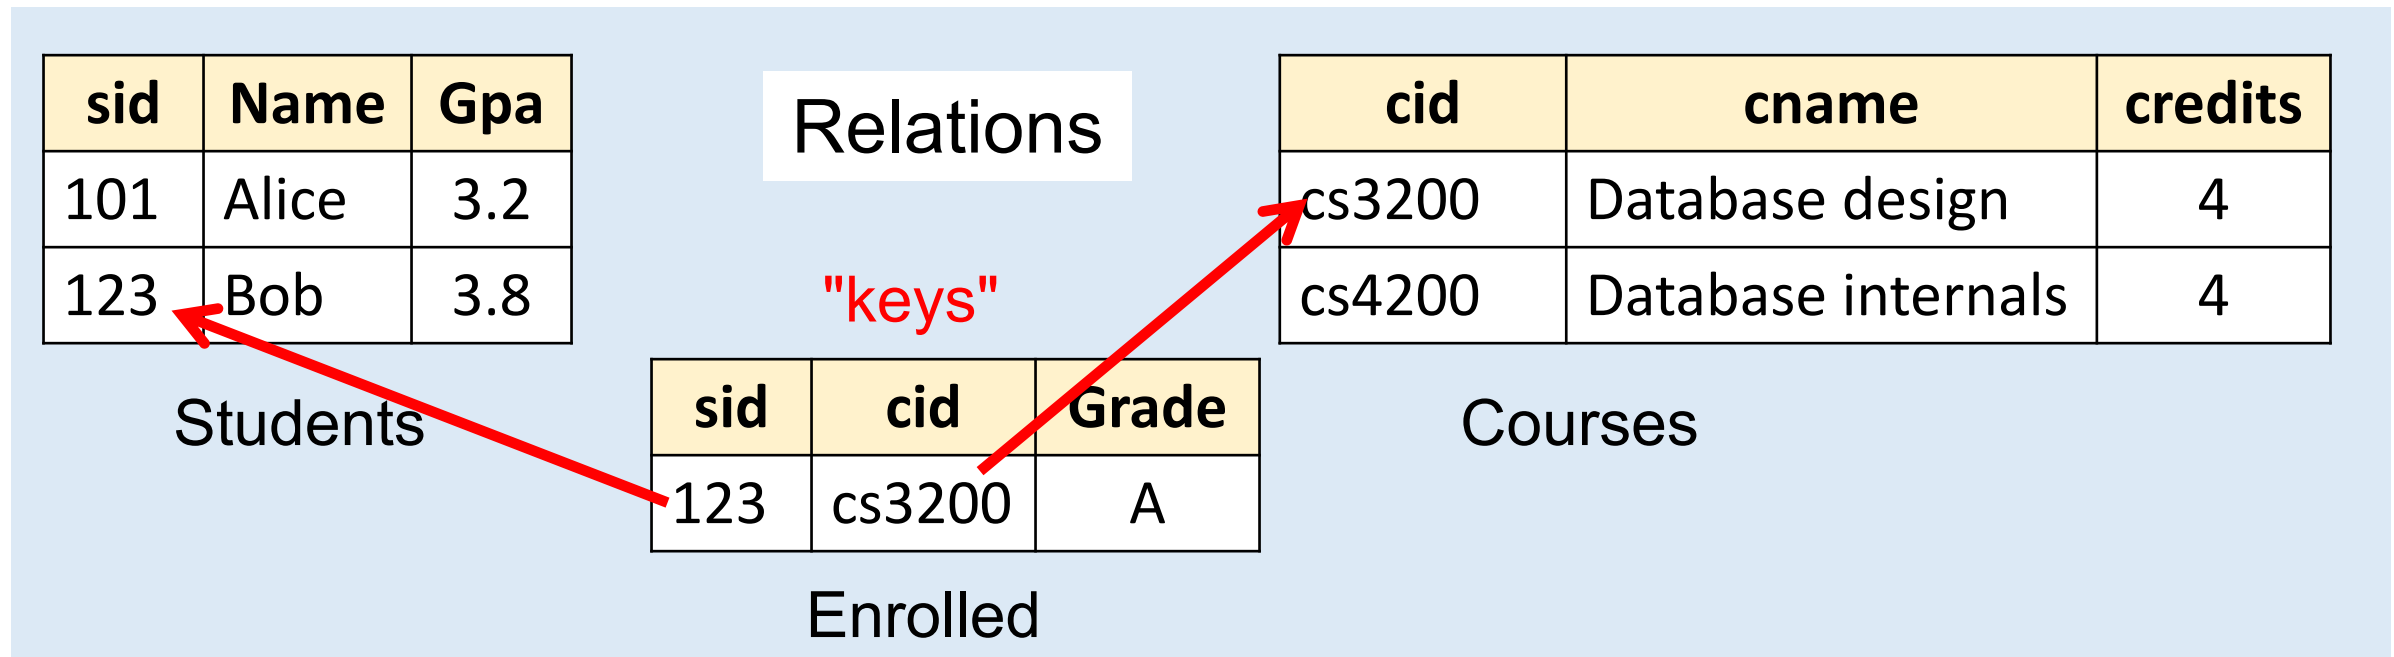 sid Name Gpa
101 Alice 3.2
123 Bob 3.8
Students
Relations
"keys"
cid cname credits
cs3200 Database design 4
cs4200 Database internals 4
Courses
sid cid Grade
123 cs3200 A
Enrolled